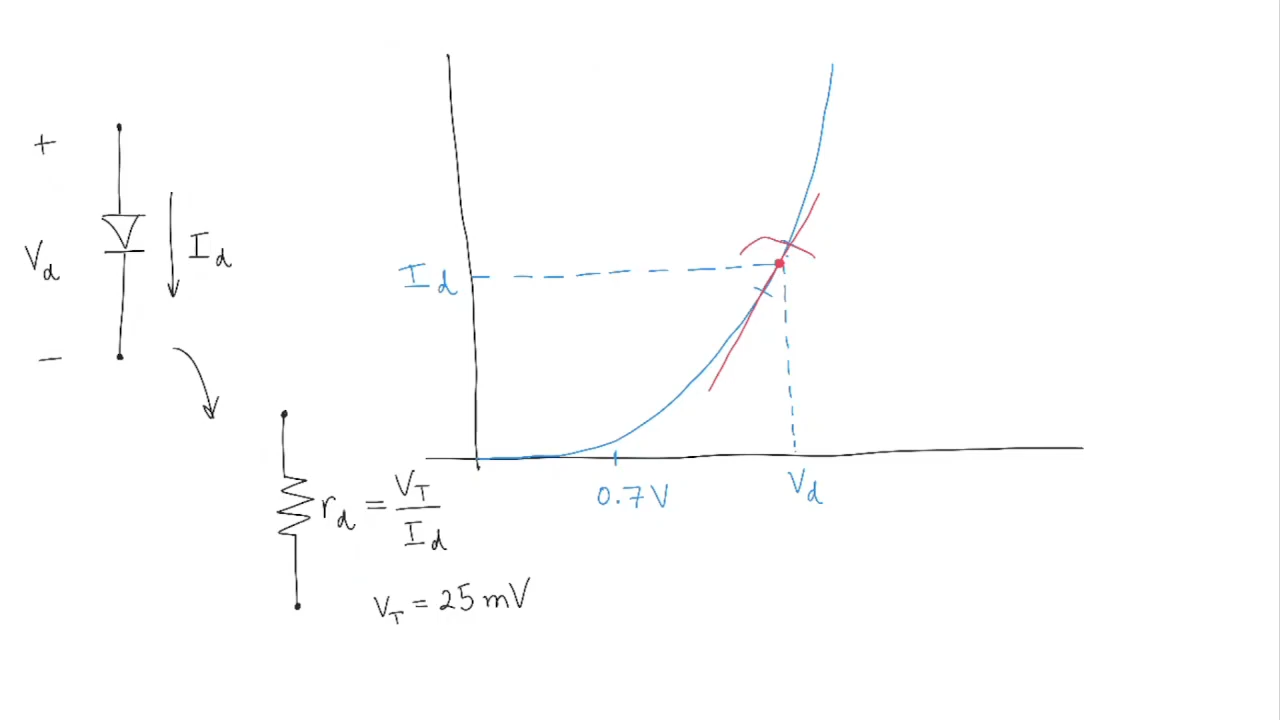 +
V_d
I_d
−
I_d
0.7V
V_d
r_d = V_T / I_d
V_T = 25 mV